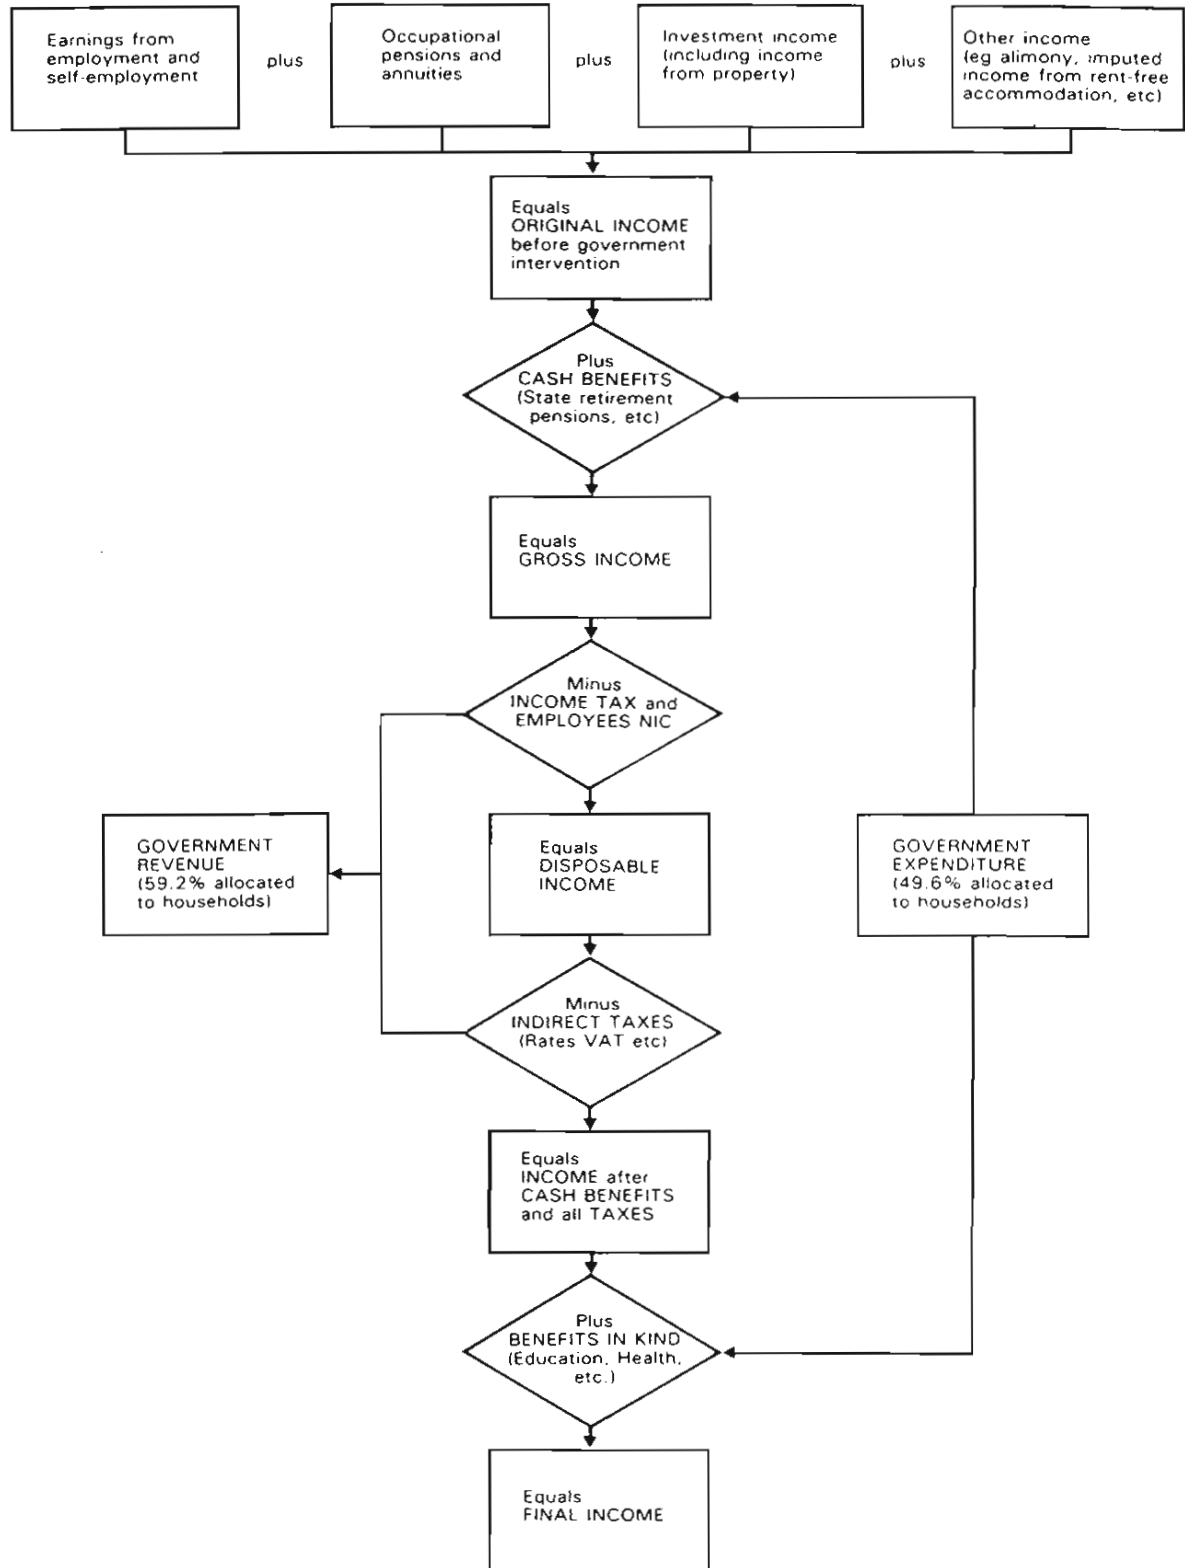 Earnings from
employment and
self-employment
plus
Occupational
pensions and
annuities
plus
Investment income
(including income
from property)
plus
Other income
(eg alimony, imputed
income from rent-free
accommodation, etc)
Equals
ORIGINAL INCOME
before government
intervention
Plus
CASH BENEFITS
(State retirement
pensions, etc)
Equals
GROSS INCOME
Minus
INCOME TAX and
EMPLOYEES NIC
GOVERNMENT
REVENUE
(59.2% allocated
to households)
Equals
DISPOSABLE
INCOME
GOVERNMENT
EXPENDITURE
(49.6% allocated
to households)
Minus
INDIRECT TAXES
(Rates VAT etc)
Equals
INCOME after
CASH BENEFITS
and all TAXES
Plus
BENEFITS IN KIND
(Education, Health,
etc.)
Equals
FINAL INCOME